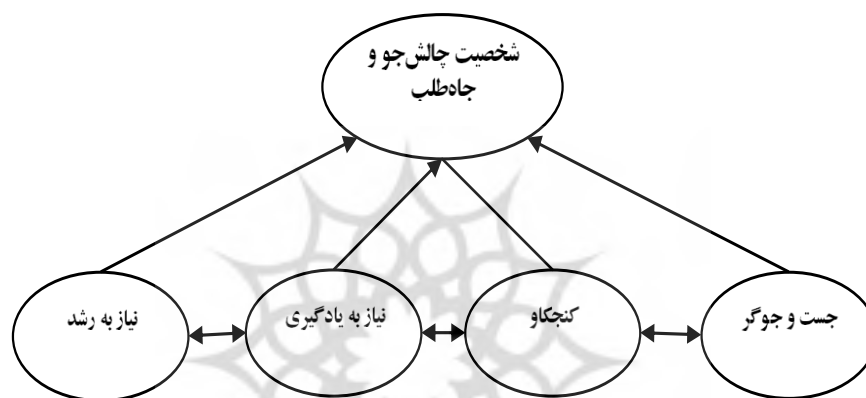 شخصیت چالش‌جو و
جاه‌طلب
جست و جوگر
کنجکاو
نیاز به یادگیری
نیاز به رشد